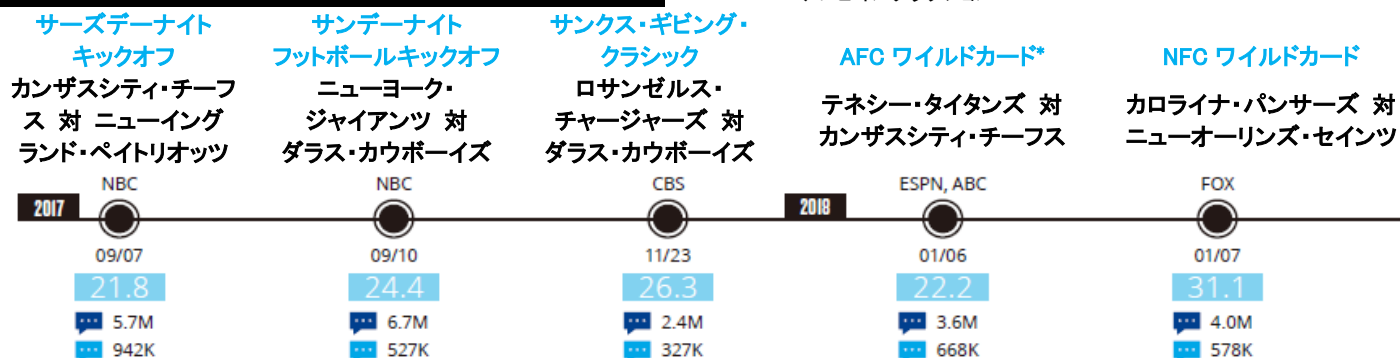 サーズデーナイト
キックオフ
カンザスシティ・チーフ
ス 対 ニューイング
ランド・ペイトリオッツ
NBC
2017
09/07
21.8
5.7M
942K
サンデーナイト
フットボールキックオフ
ニューヨーク・
ジャイアンツ 対
ダラス・カウボーイズ
NBC
09/10
24.4
6.7M
527K
サンクス・ギビング・
クラシック
ロサンゼルス・
チャージャーズ 対
ダラス・カウボーイズ
CBS
11/23
26.3
2.4M
327K
AFC ワイルドカード*
テネシー・タイタンズ 対
カンザスシティ・チーフス
ESPN, ABC
2018
01/06
22.2
3.6M
668K
NFC ワイルドカード
カロライナ・パンサーズ 対
ニューオーリンズ・セインツ
FOX
01/07
31.1
4.0M
578K